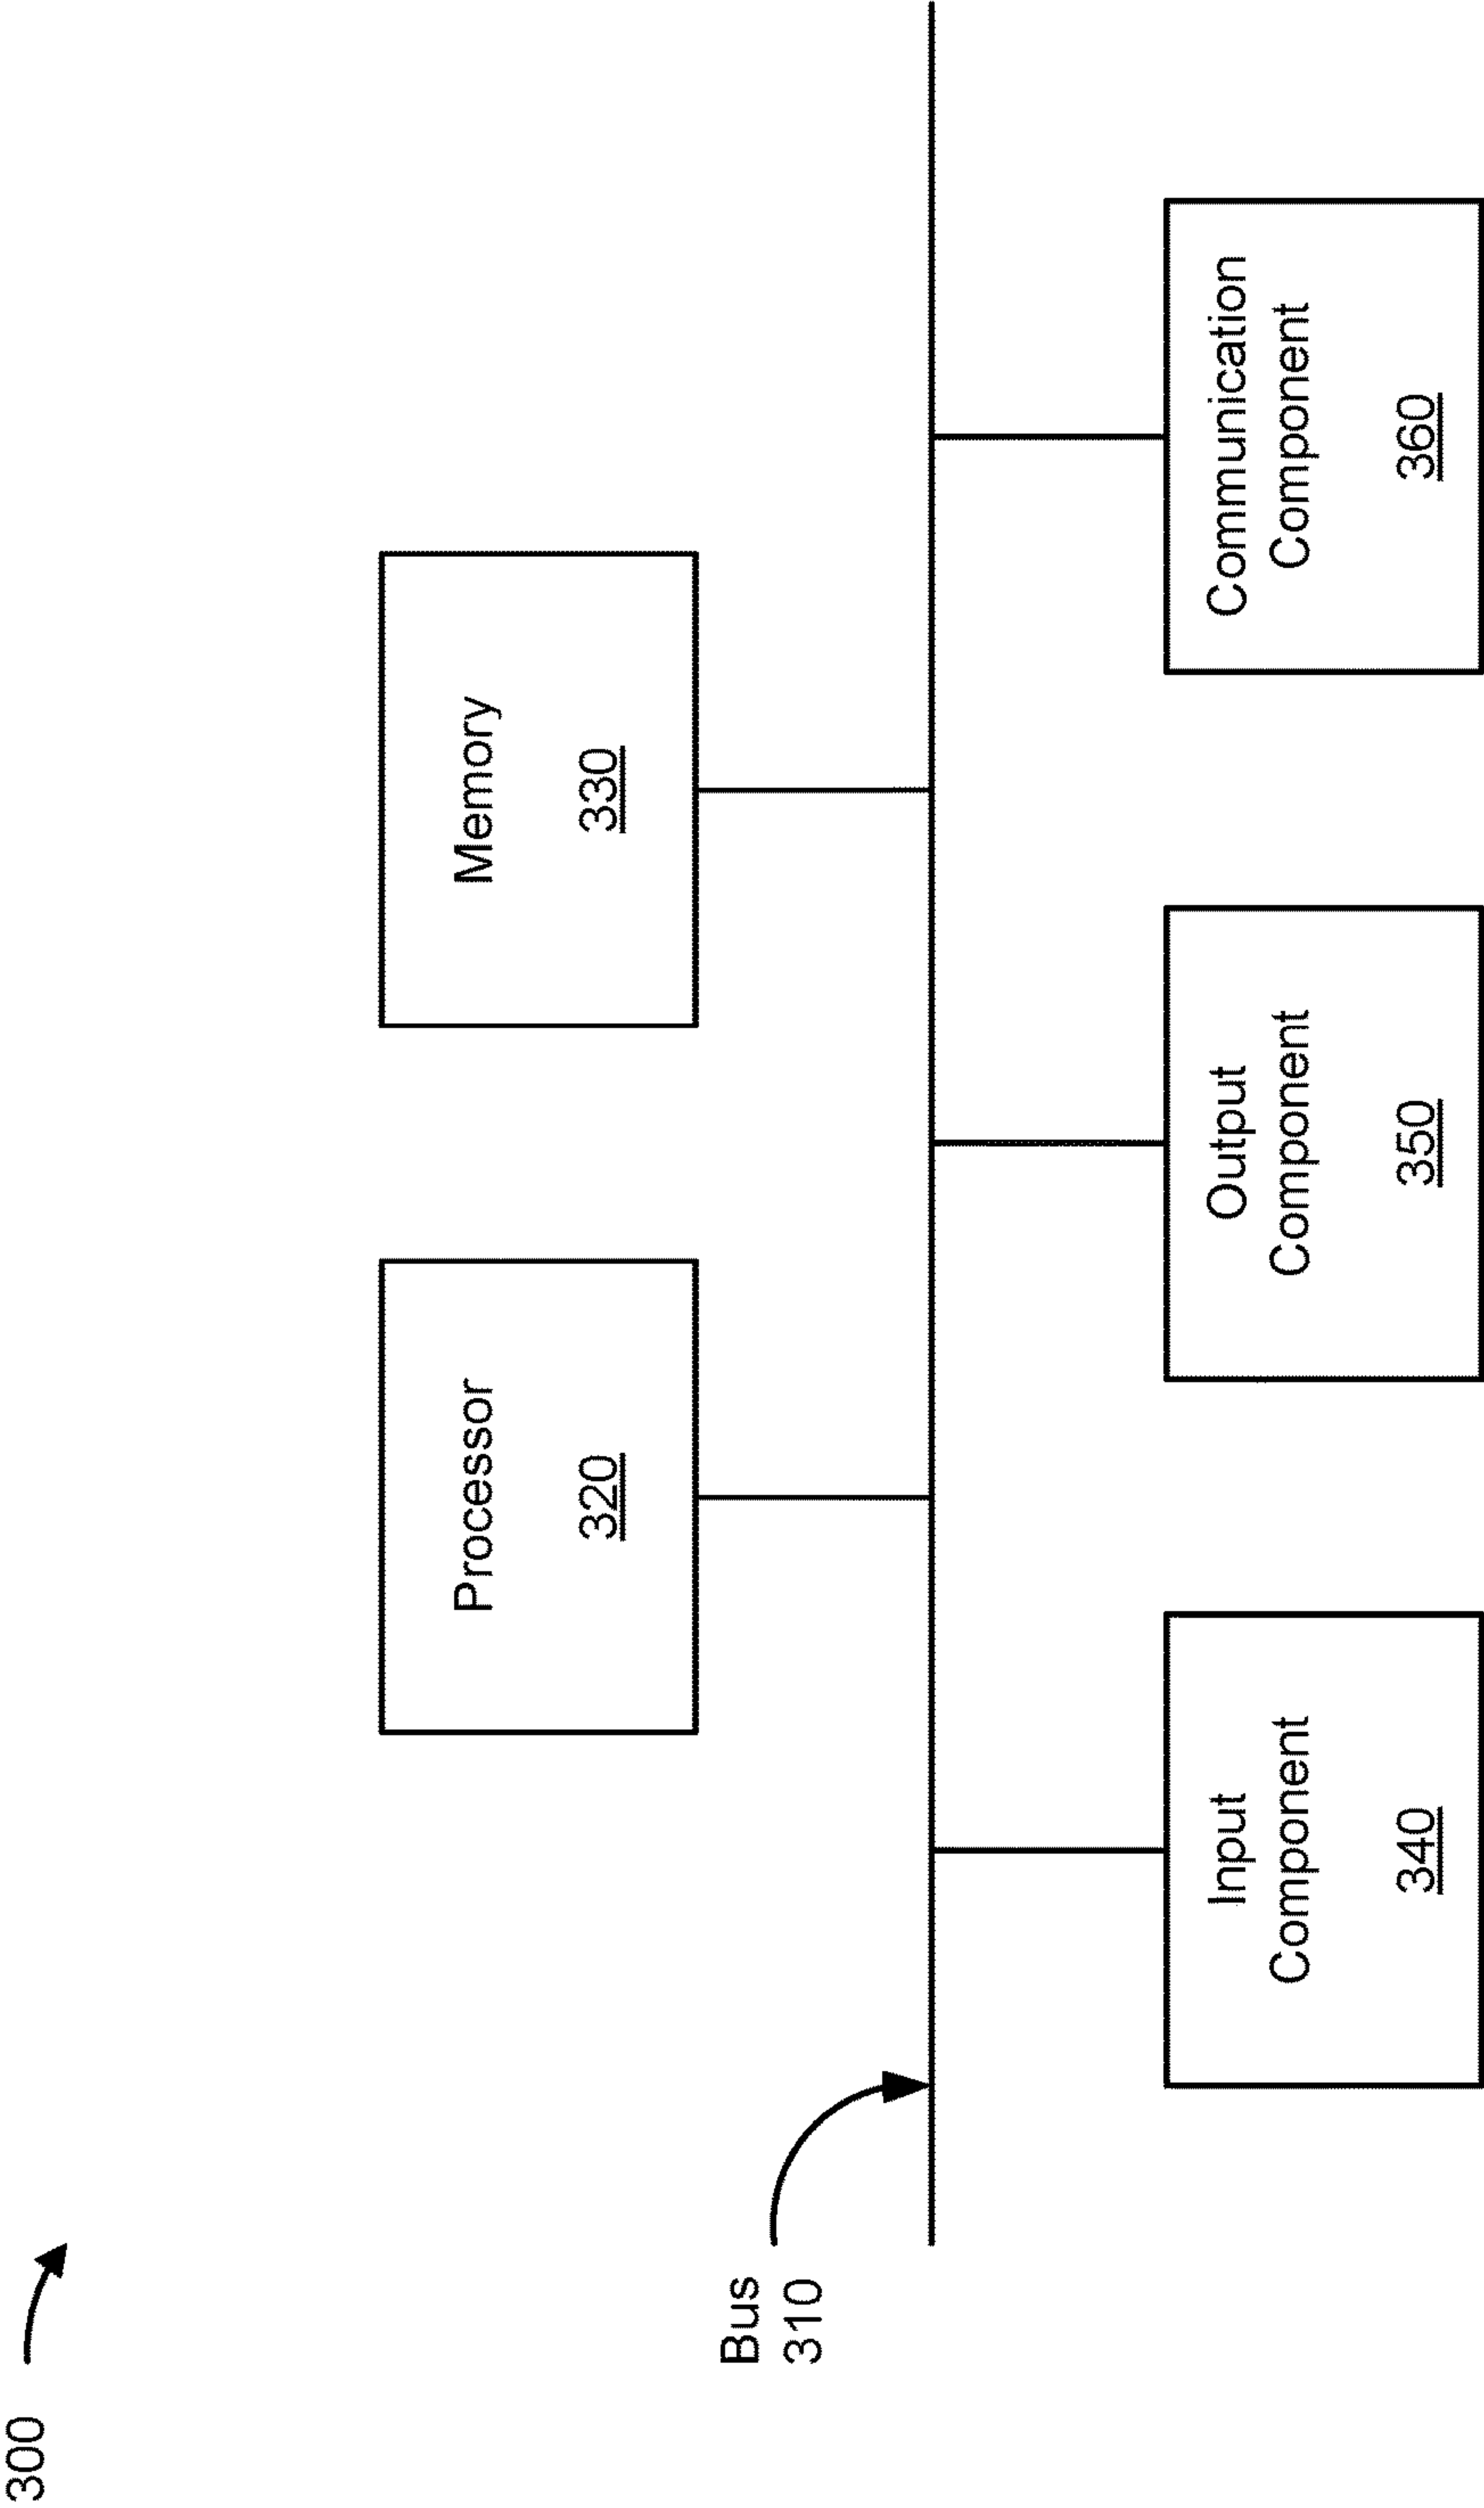 300
Processor
320
Memory
330
Bus
310
Input
Component
340
Output
Component
350
Communication
Component
360